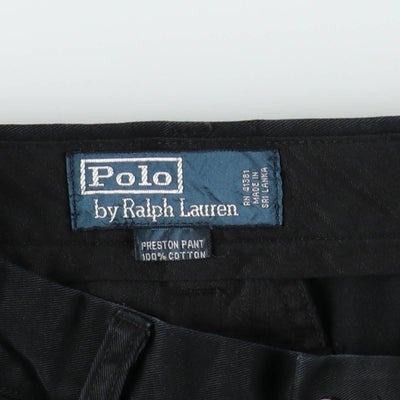 Polo
by Ralph Lauren
RN 41381
MADE IN
SRI LANKA
PRESTON PANT
100% COTTON